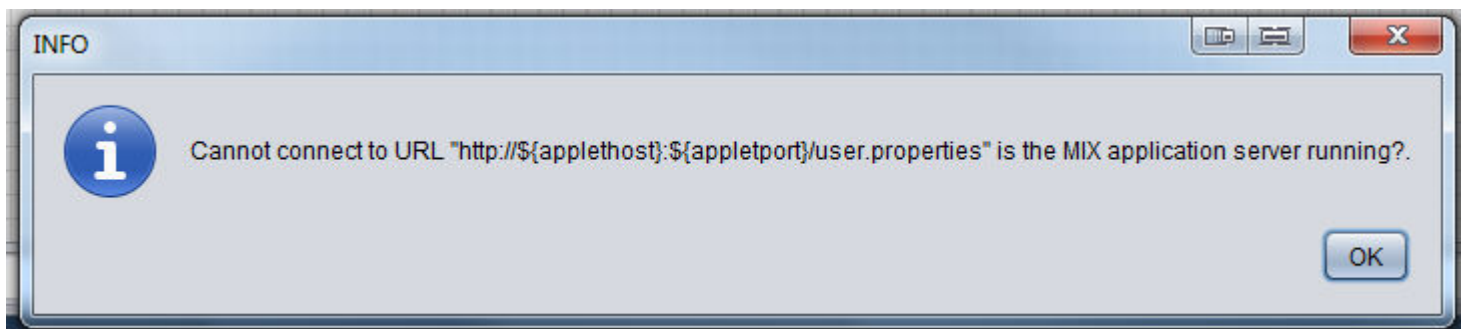 INFO
Cannot connect to URL "http://${applethost}:${appletport}/user.properties" is the MIX application server running?.
OK